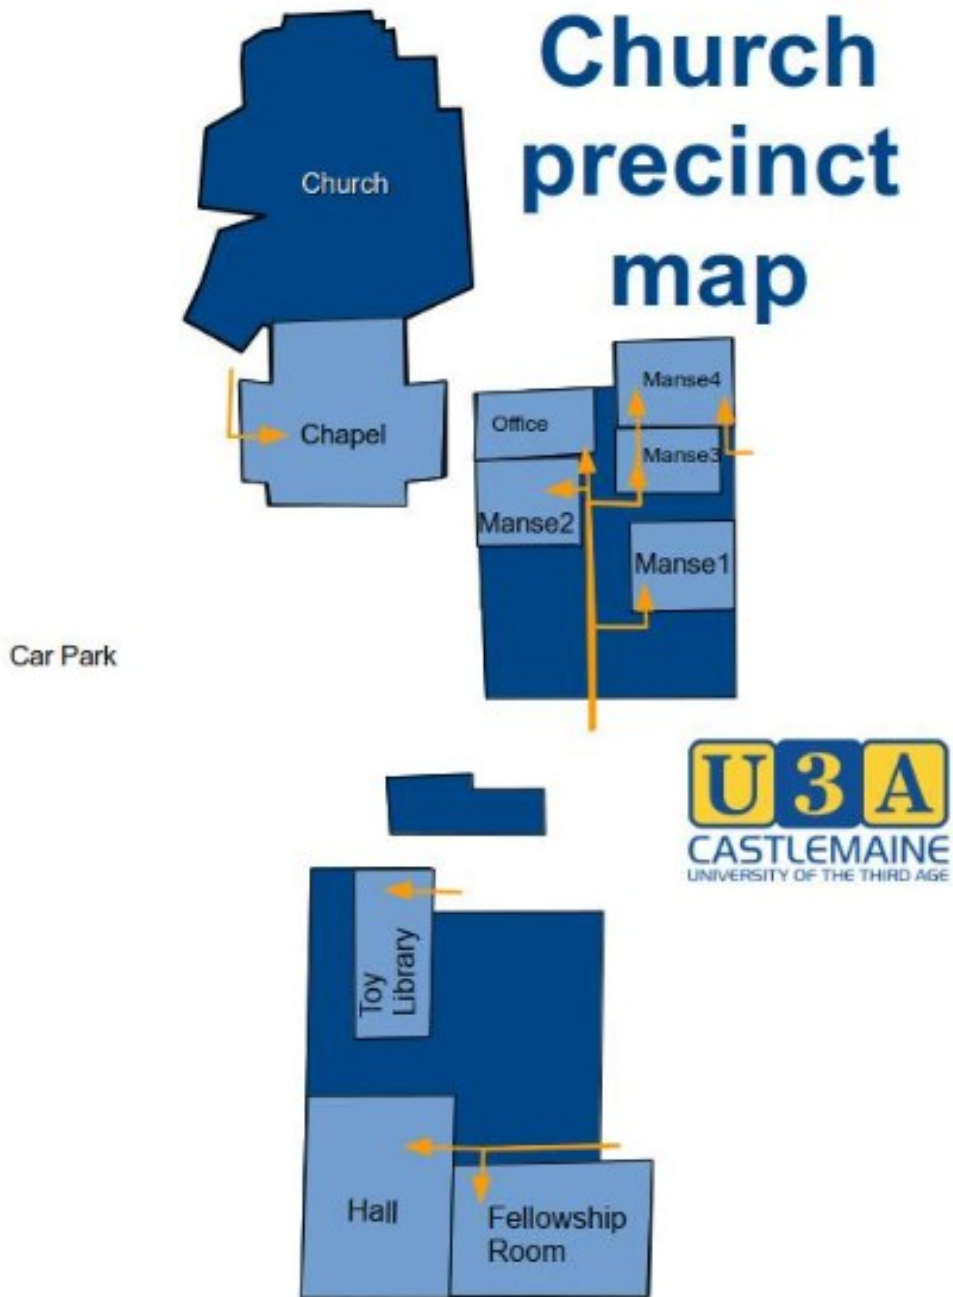 Church
precinct
map
Church
Manse4
Office
Chapel
Manse3
Manse2
Manse1
Car Park
U3A
CASTLEMAINE
UNIVERSITY OF THE THIRD AGE
Toy
Library
Hall
Fellowship
Room